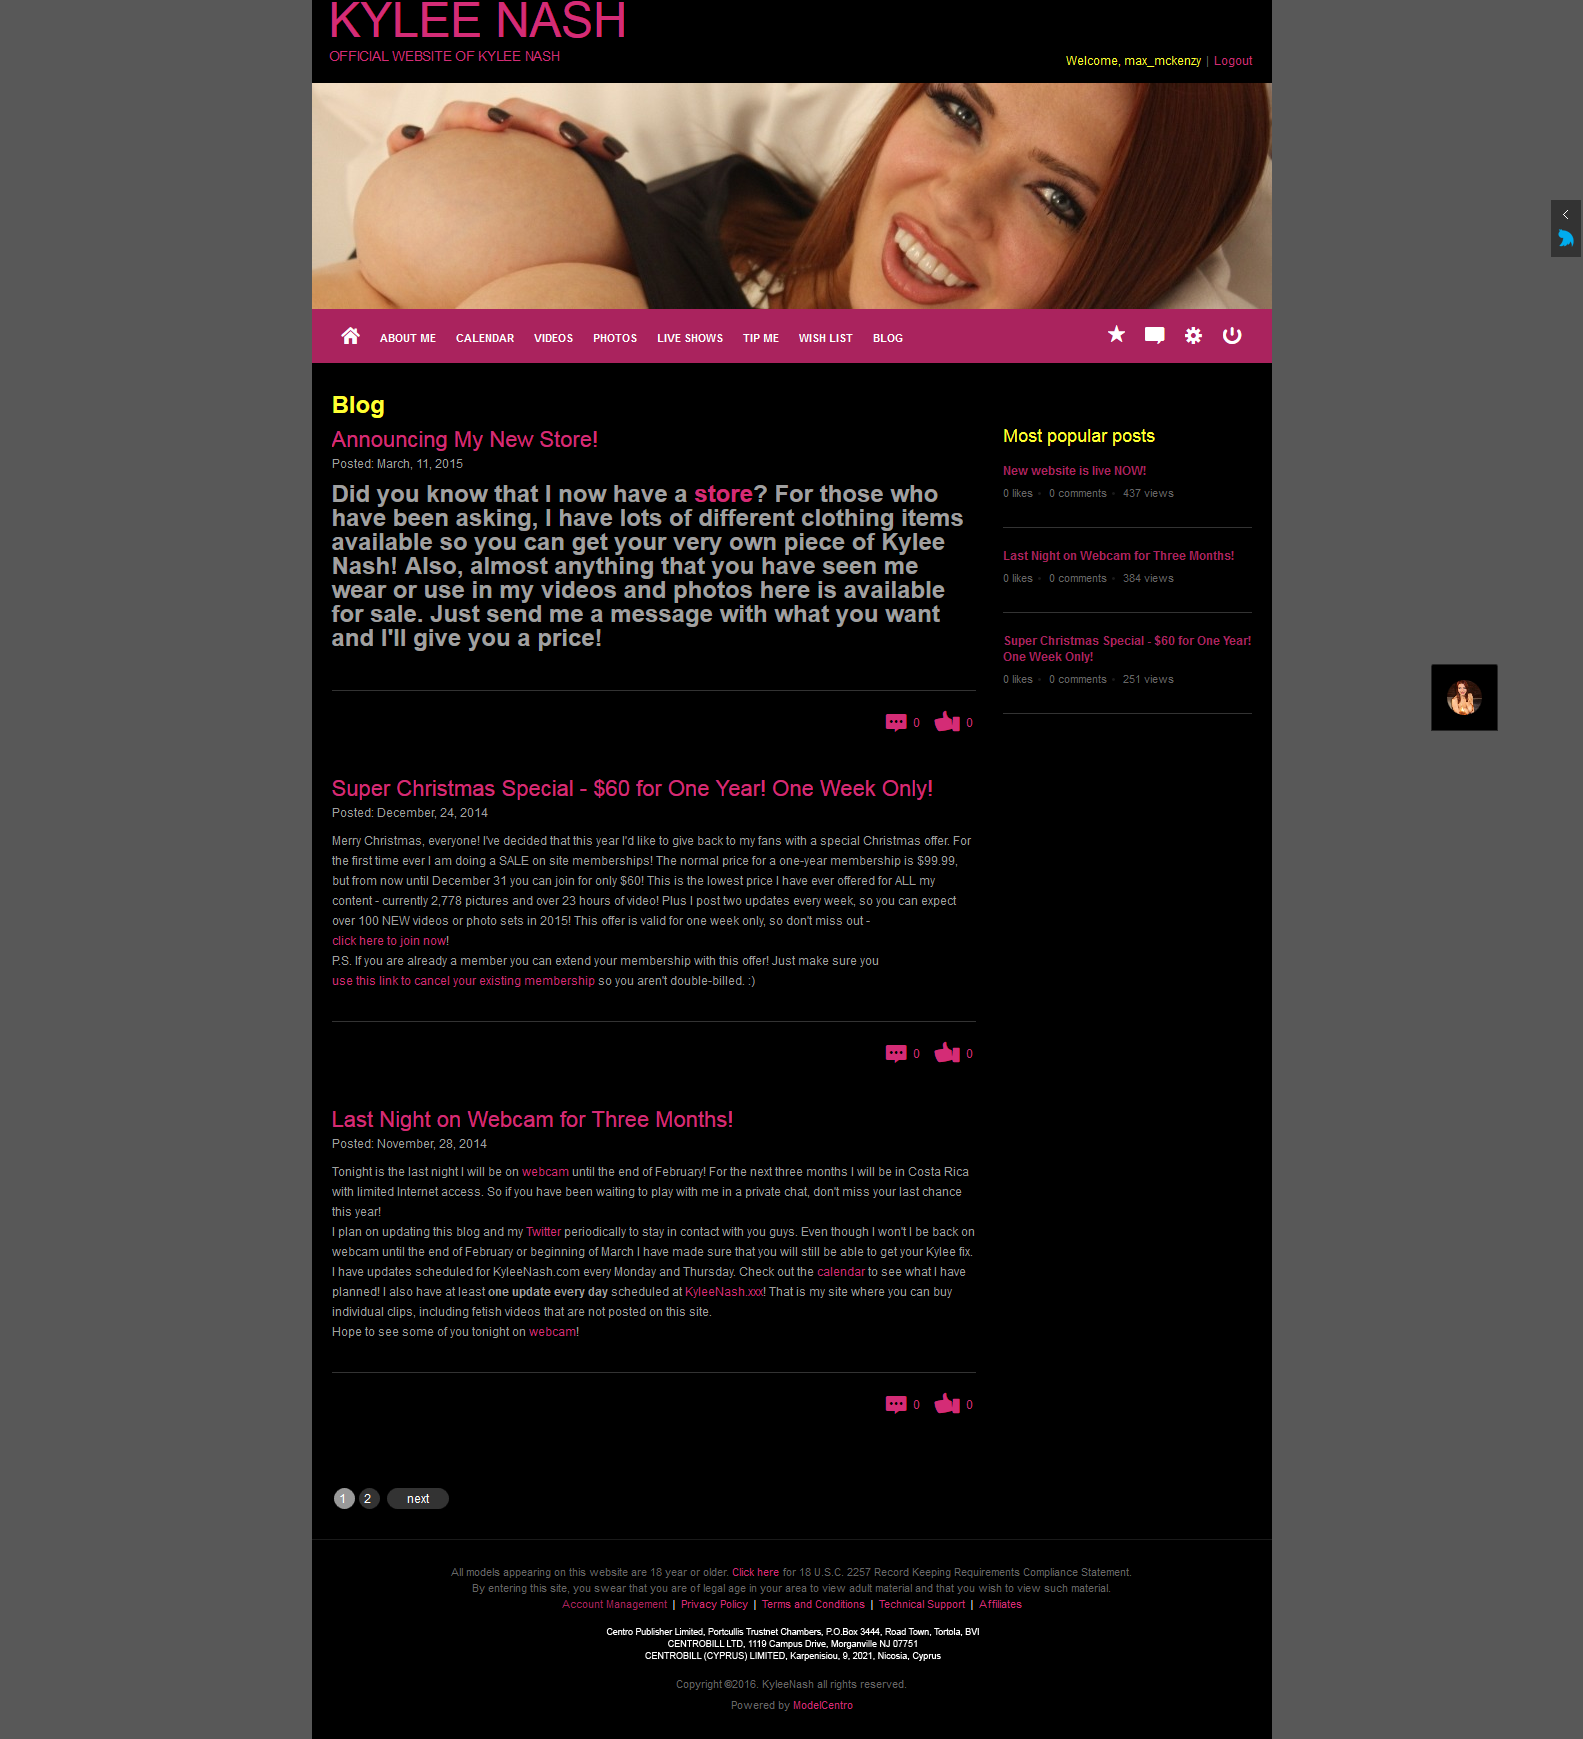 KYLEE NASH
OFFICIAL WEBSITE OF KYLEE NASH
Welcome, max_mckenzy | Logout
ABOUT ME CALENDAR VIDEOS PHOTOS LIVE SHOWS TIP ME WISH LIST BLOG
Blog
Announcing My New Store!
Posted: March, 11, 2015
Did you know that I now have a store? For those who
have been asking, I have lots of different clothing items
available so you can get your very own piece of Kylee
Nash! Also, almost anything that you have seen me
wear or use in my videos and photos here is available
for sale. Just send me a message with what you want
and I'll give you a price!
0 0
Super Christmas Special - $60 for One Year! One Week Only!
Posted: December, 24, 2014
Merry Christmas, everyone! I've decided that this year I'd like to give back to my fans with a special Christmas offer. For
the first time ever I am doing a SALE on site memberships! The normal price for a one-year membership is $99.99,
but from now until December 31 you can join for only $60! This is the lowest price I have ever offered for ALL my
content - currently 2,778 pictures and over 23 hours of video! Plus I post two updates every week, so you can expect
over 100 NEW videos or photo sets in 2015! This offer is valid for one week only, so don't miss out -
click here to join now!
P.S. If you are already a member you can extend your membership with this offer! Just make sure you
use this link to cancel your existing membership so you aren't double-billed. :)
0 0
Last Night on Webcam for Three Months!
Posted: November, 28, 2014
Tonight is the last night I will be on webcam until the end of February! For the next three months I will be in Costa Rica
with limited Internet access. So if you have been waiting to play with me in a private chat, don't miss your last chance
this year!
I plan on updating this blog and my Twitter periodically to stay in contact with you guys. Even though I won't I be back on
webcam until the end of February or beginning of March I have made sure that you will still be able to get your Kylee fix.
I have updates scheduled for KyleeNash.com every Monday and Thursday. Check out the calendar to see what I have
planned! I also have at least one update every day scheduled at KyleeNash.xxx! That is my site where you can buy
individual clips, including fetish videos that are not posted on this site.
Hope to see some of you tonight on webcam!
0 0
1 2 next
Most popular posts
New website is live NOW!
0 likes • 0 comments • 437 views
Last Night on Webcam for Three Months!
0 likes • 0 comments • 384 views
Super Christmas Special - $60 for One Year!
One Week Only!
0 likes • 0 comments • 251 views
All models appearing on this website are 18 year or older. Click here for 18 U.S.C. 2257 Record Keeping Requirements Compliance Statement.
By entering this site, you swear that you are of legal age in your area to view adult material and that you wish to view such material.
Account Management | Privacy Policy | Terms and Conditions | Technical Support | Affiliates
Centro Publisher Limited, Portcullis Trustnet Chambers, P.O.Box 3444, Road Town, Tortola, BVI
CENTROBILL LTD, 1119 Campus Drive, Morganville NJ 07751
CENTROBILL (CYPRUS) LIMITED, Karpenisiou, 9, 2021, Nicosia, Cyprus
Copyright ©2016. KyleeNash all rights reserved.
Powered by ModelCentro